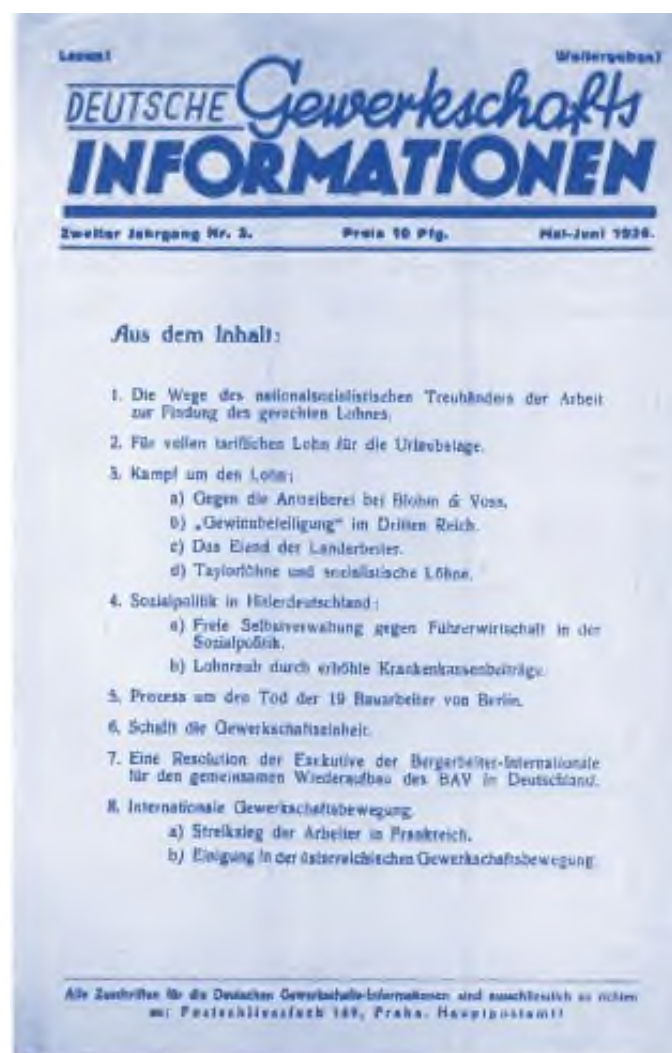 Lesen! Weitergeben!
DEUTSCHE Gewerkschafts
INFORMATIONEN
Zweiter Jahrgang Nr. 3. Preis 10 Pfg. Mai-Juni 1936.
Aus dem Inhalt:
1. Die Wege des nationalsozialistischen Treuhänders der Arbeit
zur Findung des gerechten Lohnes.
2. Für vollen tariflichen Lohn für die Urlaubstage.
3. Kampf um den Lohn:
a) Gegen die Antreiberei bei Blohm & Voss.
b) „Gewinnbeteiligung“ im Dritten Reich.
c) Das Elend der Landarbeiter.
d) Taylorlöhne und sozialistische Löhne.
4. Sozialpolitik in Hitlerdeutschland:
a) Freie Selbstverwaltung gegen Führerwirtschaft in der
Sozialpolitik.
b) Lohnraub durch erhöhte Krankenkassenbeiträge.
5. Prozess um den Tod der 19 Bauarbeiter von Berlin.
6. Schafft die Gewerkschaftseinheit.
7. Eine Resolution der Exekutive der Bergarbeiter-Internationale
für den gemeinsamen Wiederaufbau des BAV in Deutschland.
8. Internationale Gewerkschaftsbewegung.
a) Streiksieg der Arbeiter in Frankreich.
b) Einigung in der österreichischen Gewerkschaftsbewegung.
Alle Zuschriften für die Deutschen Gewerkschafts-Informationen sind ausschliesslich zu richten
an: Postschliessfach 169, Praha, Hauptpostamt!